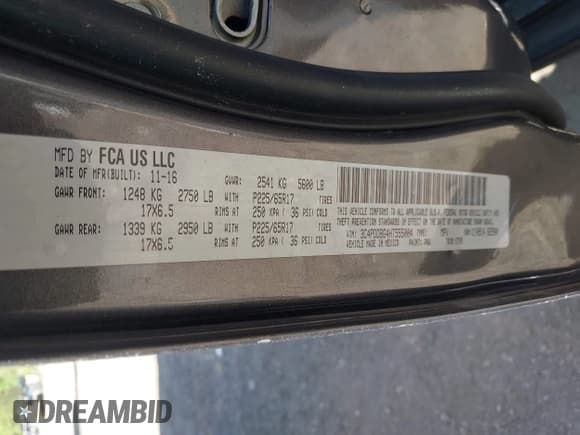 MFD BY FCA US LLC
DATE OF MFR(BUILT): 11-16 GVWR: 2541 KG 5600 LB
GAWR FRONT: 1248 KG 2750 LB WITH P225/65R17 TIRES
17X6.5 RIMS AT 250 KPA ( 36 PSI) COLD
GAWR REAR: 1339 KG 2950 LB WITH P225/65R17 TIRES
17X6.5 RIMS AT 250 KPA ( 36 PSI) COLD
THIS VEHICLE CONFORMS TO ALL APPLICABLE
U.S.A. FEDERAL MOTOR VEHICLE SAFETY AND
THEFT PREVENTION STANDARDS IN EFFECT ON
THE DATE OF MANUFACTURE SHOWN ABOVE.
VIN: TYPE: MPV
VEHICLE MADE IN MEXICO PAINT:
DREAMBID